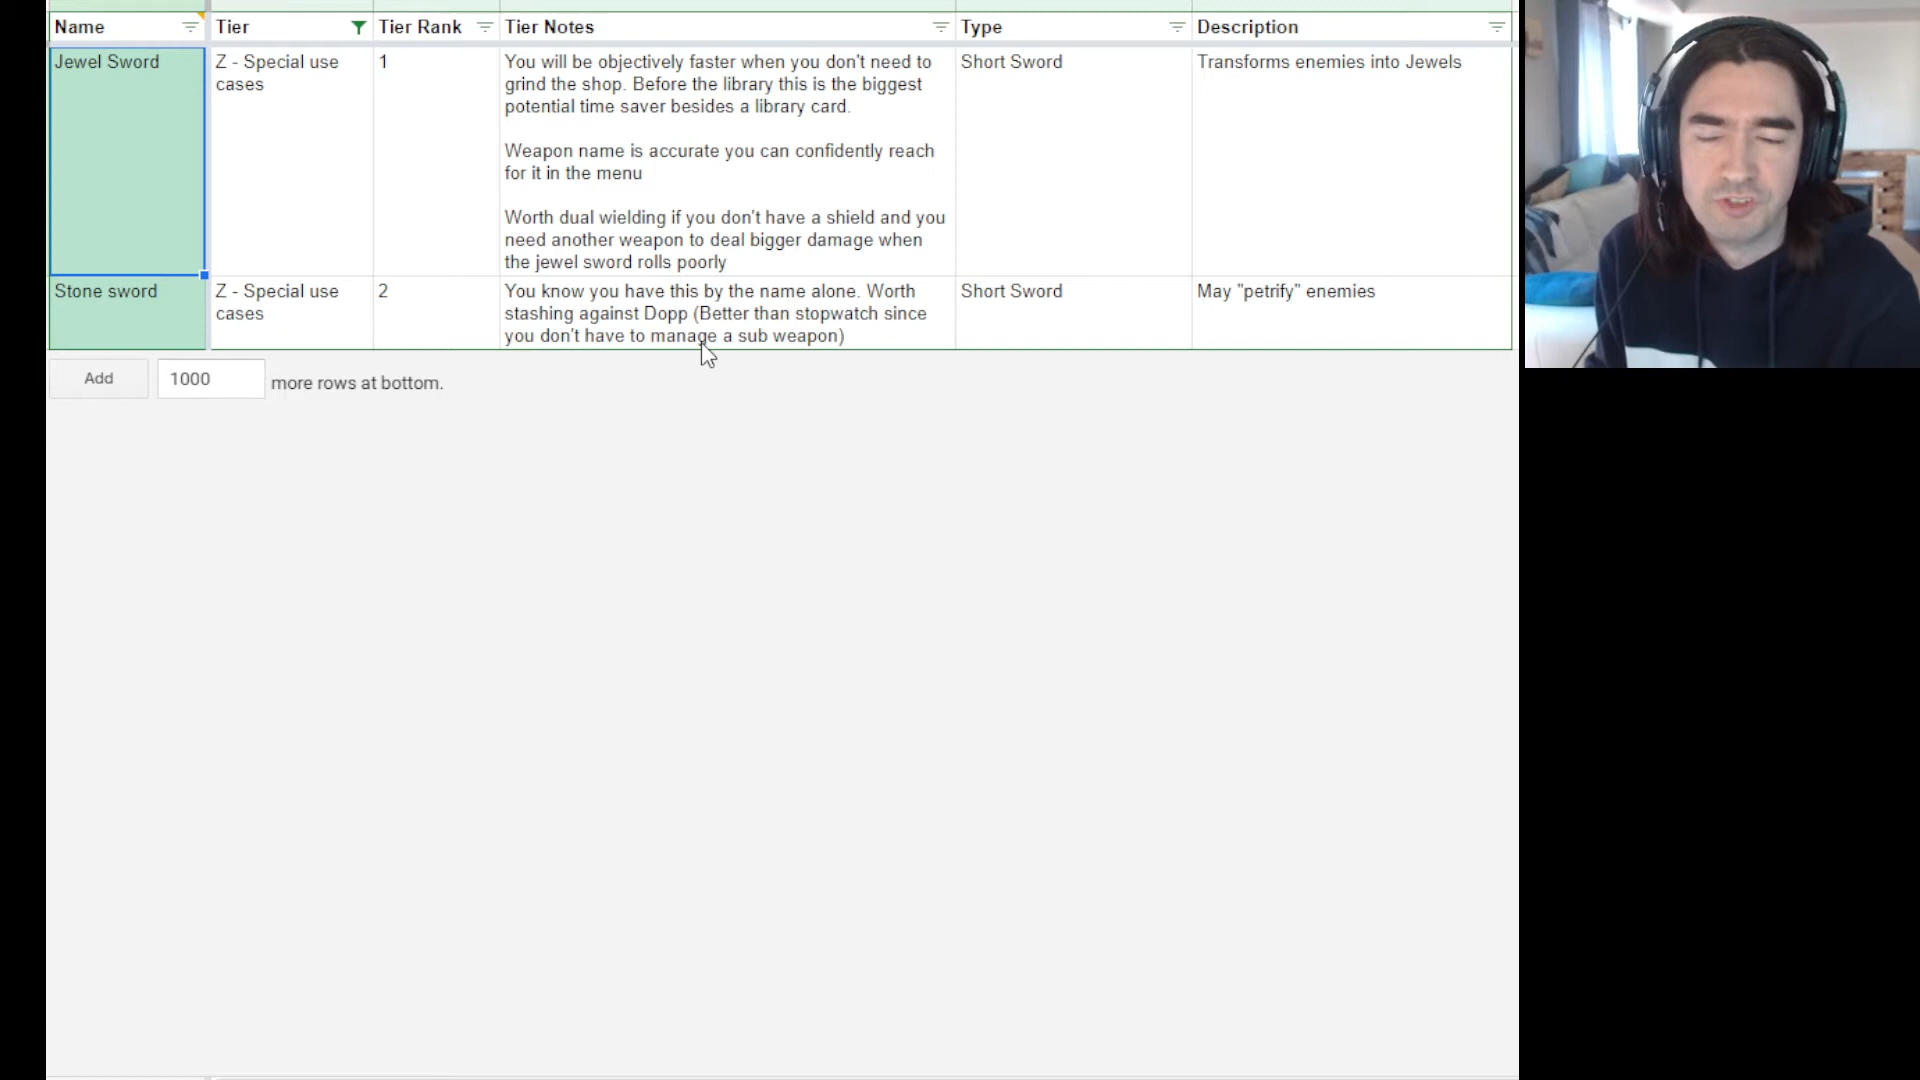 Name Tier Tier Rank Tier Notes Type Description
Jewel Sword
Z - Special use
cases
1
You will be objectively faster when you don't need to
grind the shop. Before the library this is the biggest
potential time saver besides a library card.
Weapon name is accurate you can confidently reach
for it in the menu
Worth dual wielding if you don't have a shield and you
need another weapon to deal bigger damage when
the jewel sword rolls poorly
Short Sword
Transforms enemies into Jewels
Stone sword
Z - Special use
cases
2
You know you have this by the name alone. Worth
stashing against Dopp (Better than stopwatch since
you don't have to manage a sub weapon)
Short Sword
May "petrify" enemies
Add 1000 more rows at bottom.